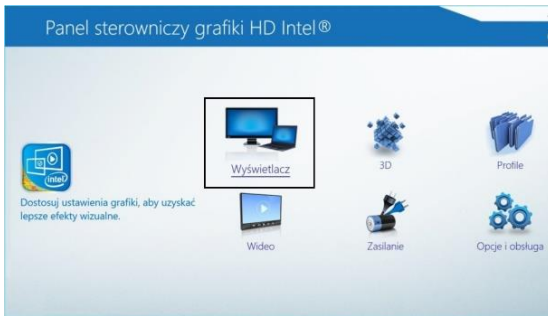 Panel sterowniczy grafiki HD Intel®
Wyświetlacz
3D
Profile
intel
Dostosuj ustawienia grafiki, aby uzyskać
lepsze efekty wizualne.
Wideo
Zasilanie
Opcje i obsługa